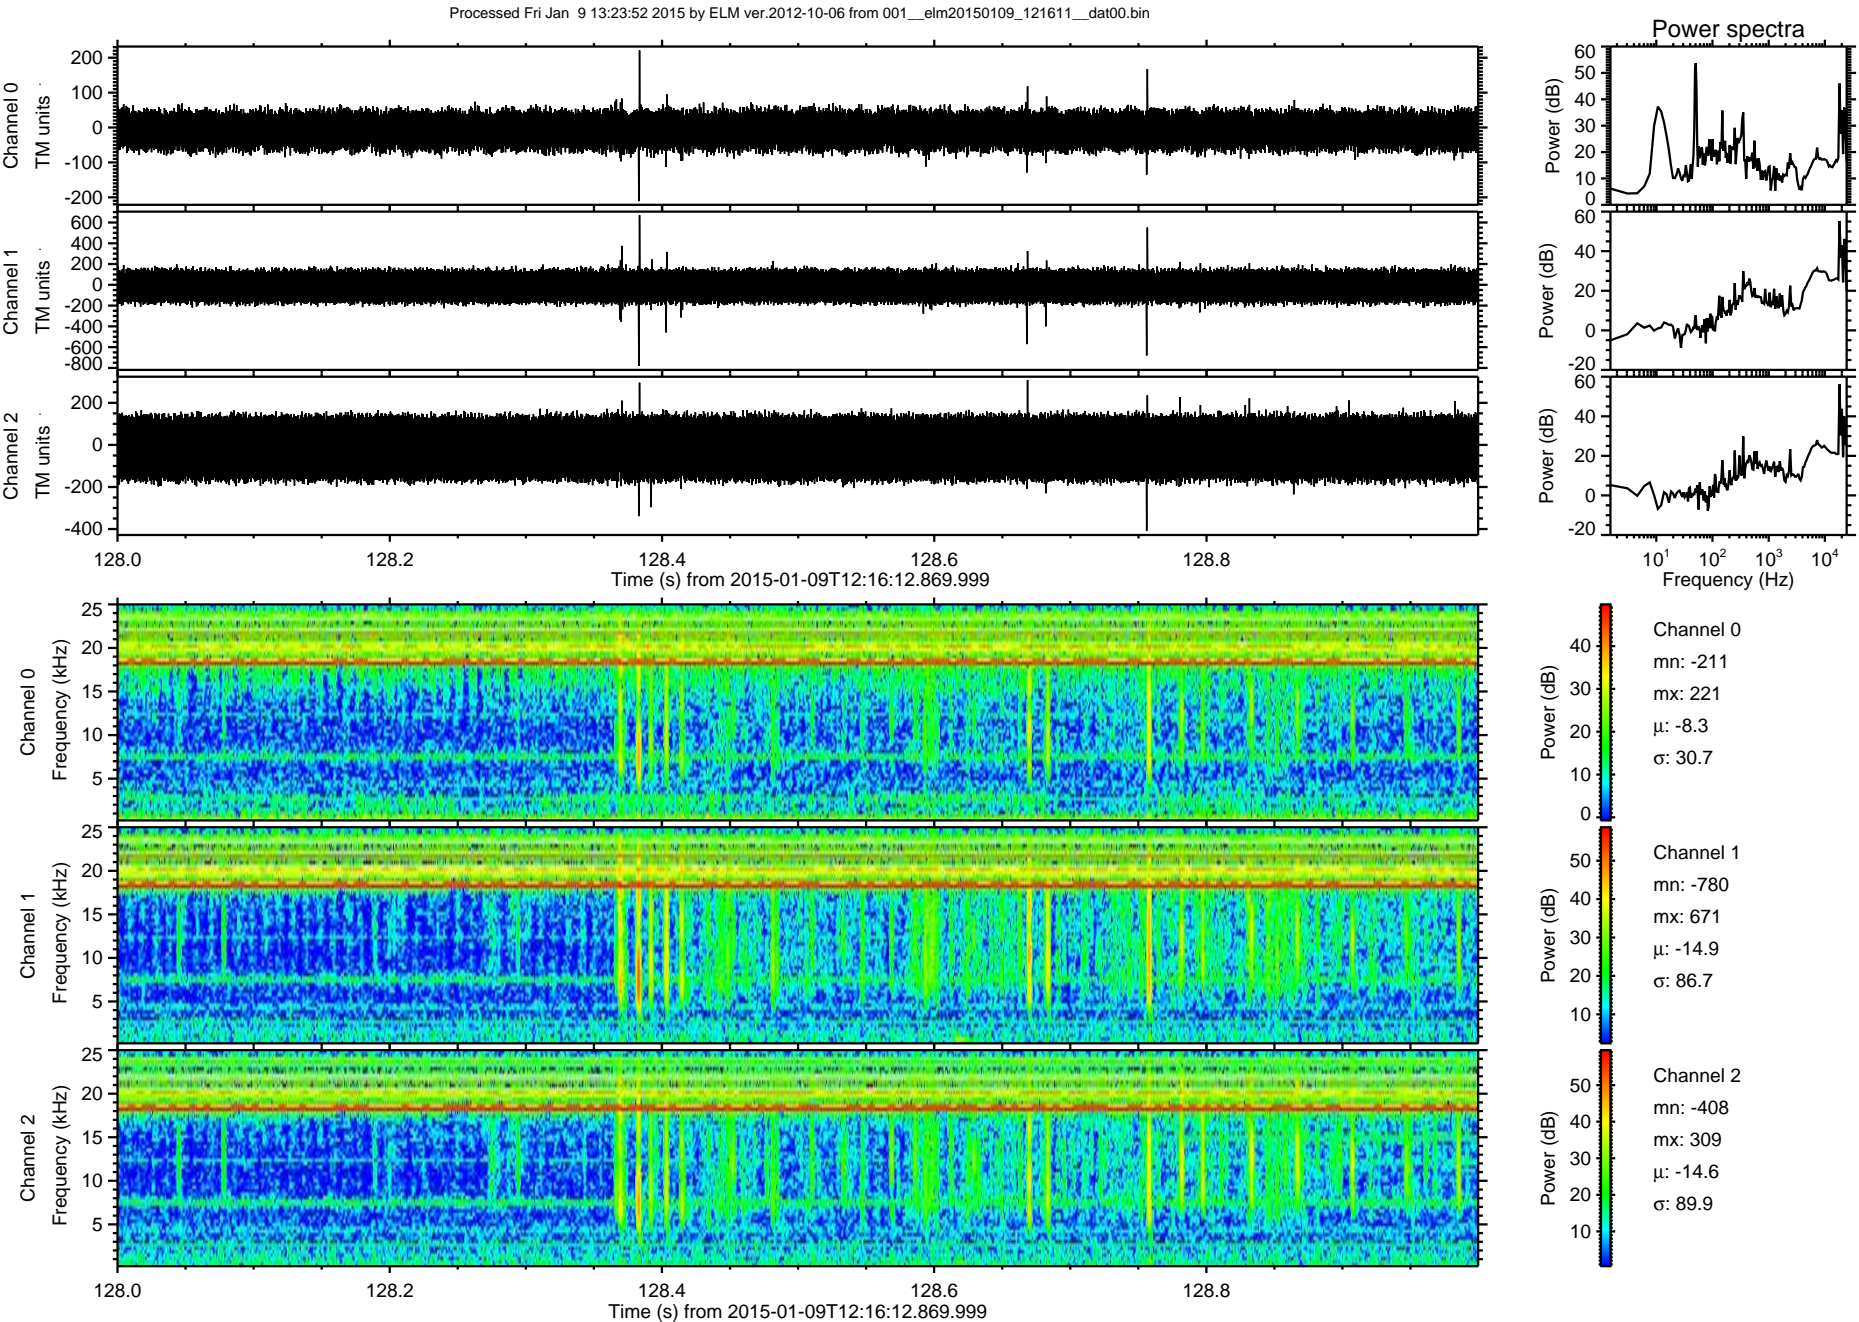 Processed Fri Jan  9 13:23:52 2015 by ELM ver.2012-10-06 from 001__elm20150109_121611__dat00.bin
Power spectra
Channel 0
TM units
200
100
0
-100
-200
Power (dB)
60
50
40
30
20
10
0
Channel 1
TM units
600
400
200
0
-200
-400
-600
-800
Power (dB)
60
40
20
0
-20
Channel 2
TM units
200
0
-200
-400
Power (dB)
60
40
20
0
-20
128.0 128.2 128.4 128.6 128.8
Time (s) from 2015-01-09T12:16:12.869.999
10^1 10^2 10^3 10^4
Frequency (Hz)
Channel 0
Frequency (kHz)
25
20
15
10
5
Power (dB)
40
30
20
10
0
Channel 0
mn: -211
mx: 221
μ: -8.3
σ: 30.7
Channel 1
Frequency (kHz)
25
20
15
10
5
Power (dB)
50
40
30
20
10
Channel 1
mn: -780
mx: 671
μ: -14.9
σ: 86.7
Channel 2
Frequency (kHz)
25
20
15
10
5
Power (dB)
50
40
30
20
10
Channel 2
mn: -408
mx: 309
μ: -14.6
σ: 89.9
128.0 128.2 128.4 128.6 128.8
Time (s) from 2015-01-09T12:16:12.869.999